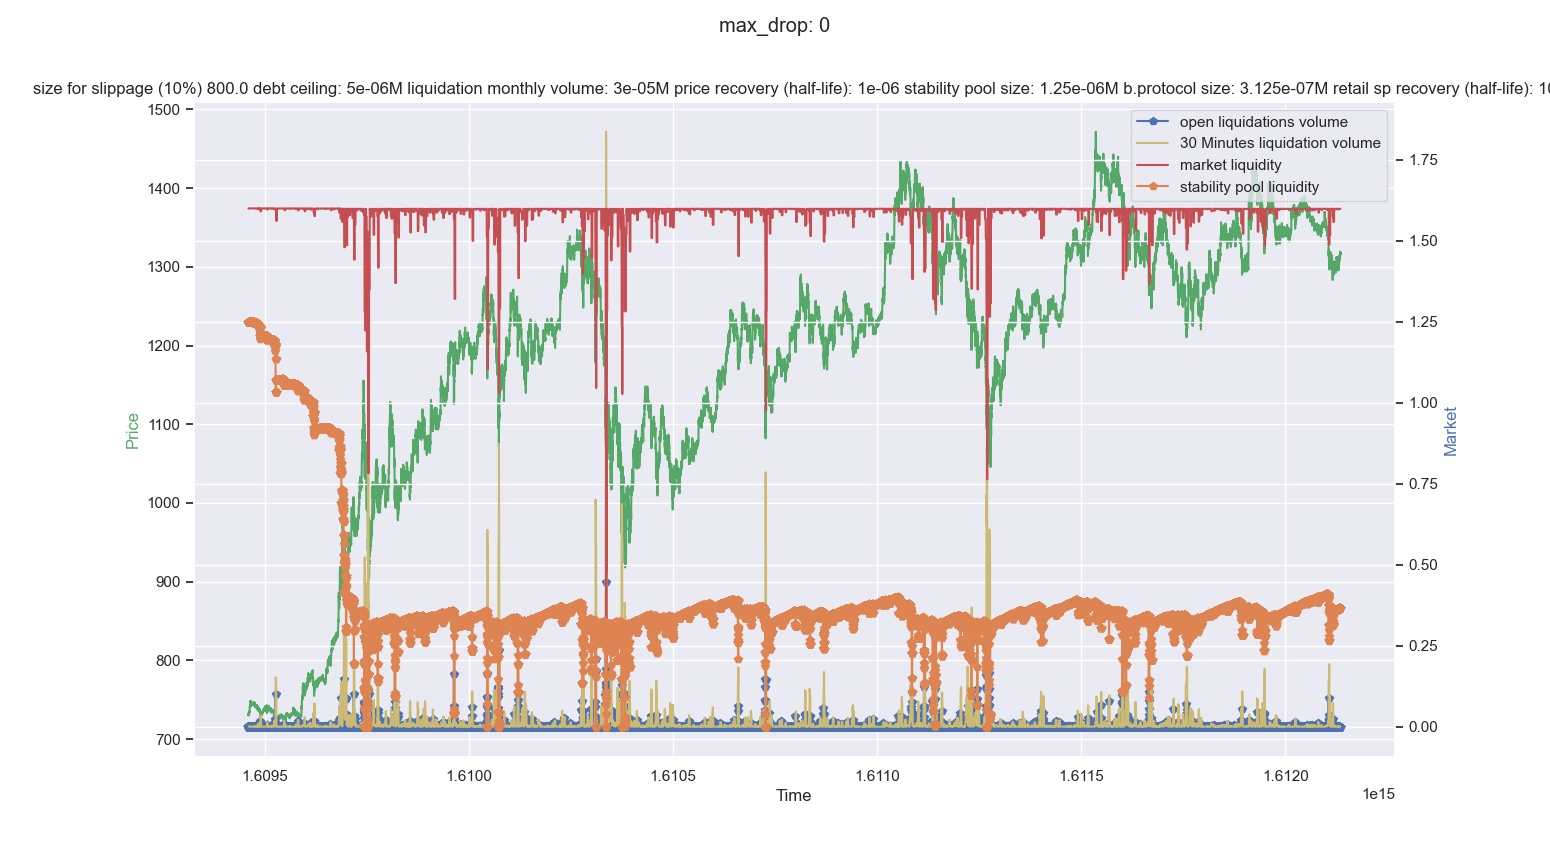 max_drop: 0
size for slippage (10%) 800.0 debt ceiling: 5e-06M liquidation monthly volume: 3e-05M price recovery (half-life): 1e-06 stability pool size: 1.25e-06M b.protocol size: 3.125e-07M retail sp recovery (half-life):
open liquidations volume
30 Minutes liquidation volume
market liquidity
stability pool liquidity
1500
1400
1300
1200
1100
1000
900
800
700
Price
1.75
1.50
1.25
1.00
0.75
0.50
0.25
0.00
Market
1.6095
1.6100
1.6105
1.6110
1.6115
1.6120
1e15
Time